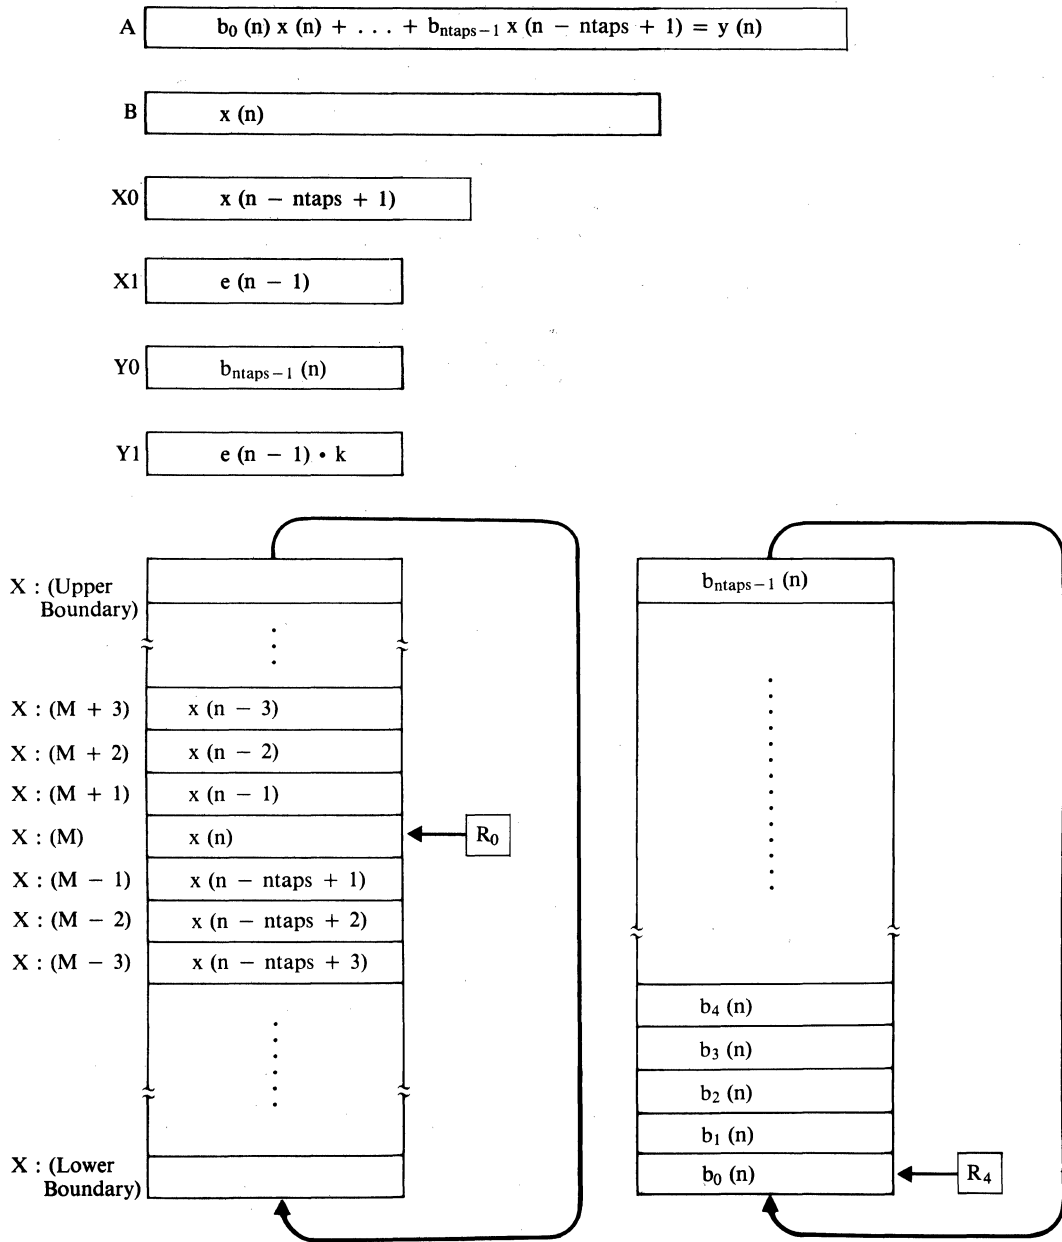 A b₀ (n) x (n) + . . . + bₙₜₐₚₛ₋₁ x (n − ntaps + 1) = y (n)
B x (n)
X0 x (n − ntaps + 1)
X1 e (n − 1)
Y0 bₙₜₐₚₛ₋₁ (n)
Y1 e (n − 1) • k
X : (Upper Boundary)
X : (M + 3) x (n − 3)
X : (M + 2) x (n − 2)
X : (M + 1) x (n − 1)
X : (M) x (n) R₀
X : (M − 1) x (n − ntaps + 1)
X : (M − 2) x (n − ntaps + 2)
X : (M − 3) x (n − ntaps + 3)
X : (Lower Boundary)
bₙₜₐₚₛ₋₁ (n)
b₄ (n)
b₃ (n)
b₂ (n)
b₁ (n)
b₀ (n) R₄